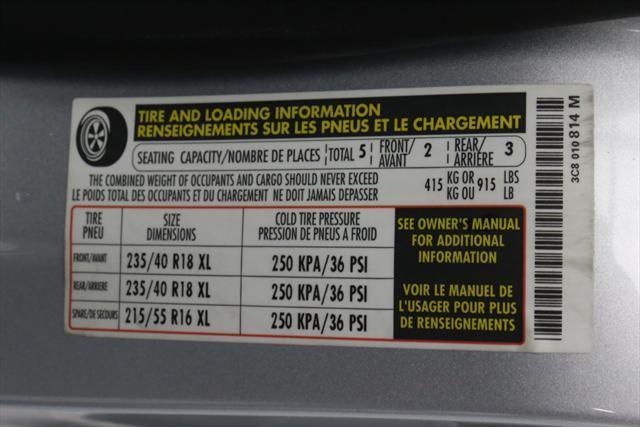 TIRE AND LOADING INFORMATION
RENSEIGNEMENTS SUR LES PNEUS ET LE CHARGEMENT
SEATING CAPACITY/NOMBRE DE PLACES TOTAL 5 FRONT/AVANT 2 REAR/ARRIÈRE 3
THE COMBINED WEIGHT OF OCCUPANTS AND CARGO SHOULD NEVER EXCEED 415 KG OR 915 LBS
LE POIDS TOTAL DES OCCUPANTS ET DU CHARGEMENT NE DOIT JAMAIS DEPASSER KG OU LB
TIRE PNEU
SIZE DIMENSIONS
COLD TIRE PRESSURE
PRESSION DE PNEUS A FROID
FRONT/AVANT 235/40 R18 XL 250 KPA/36 PSI
REAR/ARRIERE 235/40 R18 XL 250 KPA/36 PSI
SPARE/DE SECOURS 215/55 R16 XL 250 KPA/36 PSI
SEE OWNER'S MANUAL
FOR ADDITIONAL
INFORMATION
VOIR LE MANUEL DE
L'USAGER POUR PLUS
DE RENSEIGNEMENTS
3C8 010 814 M